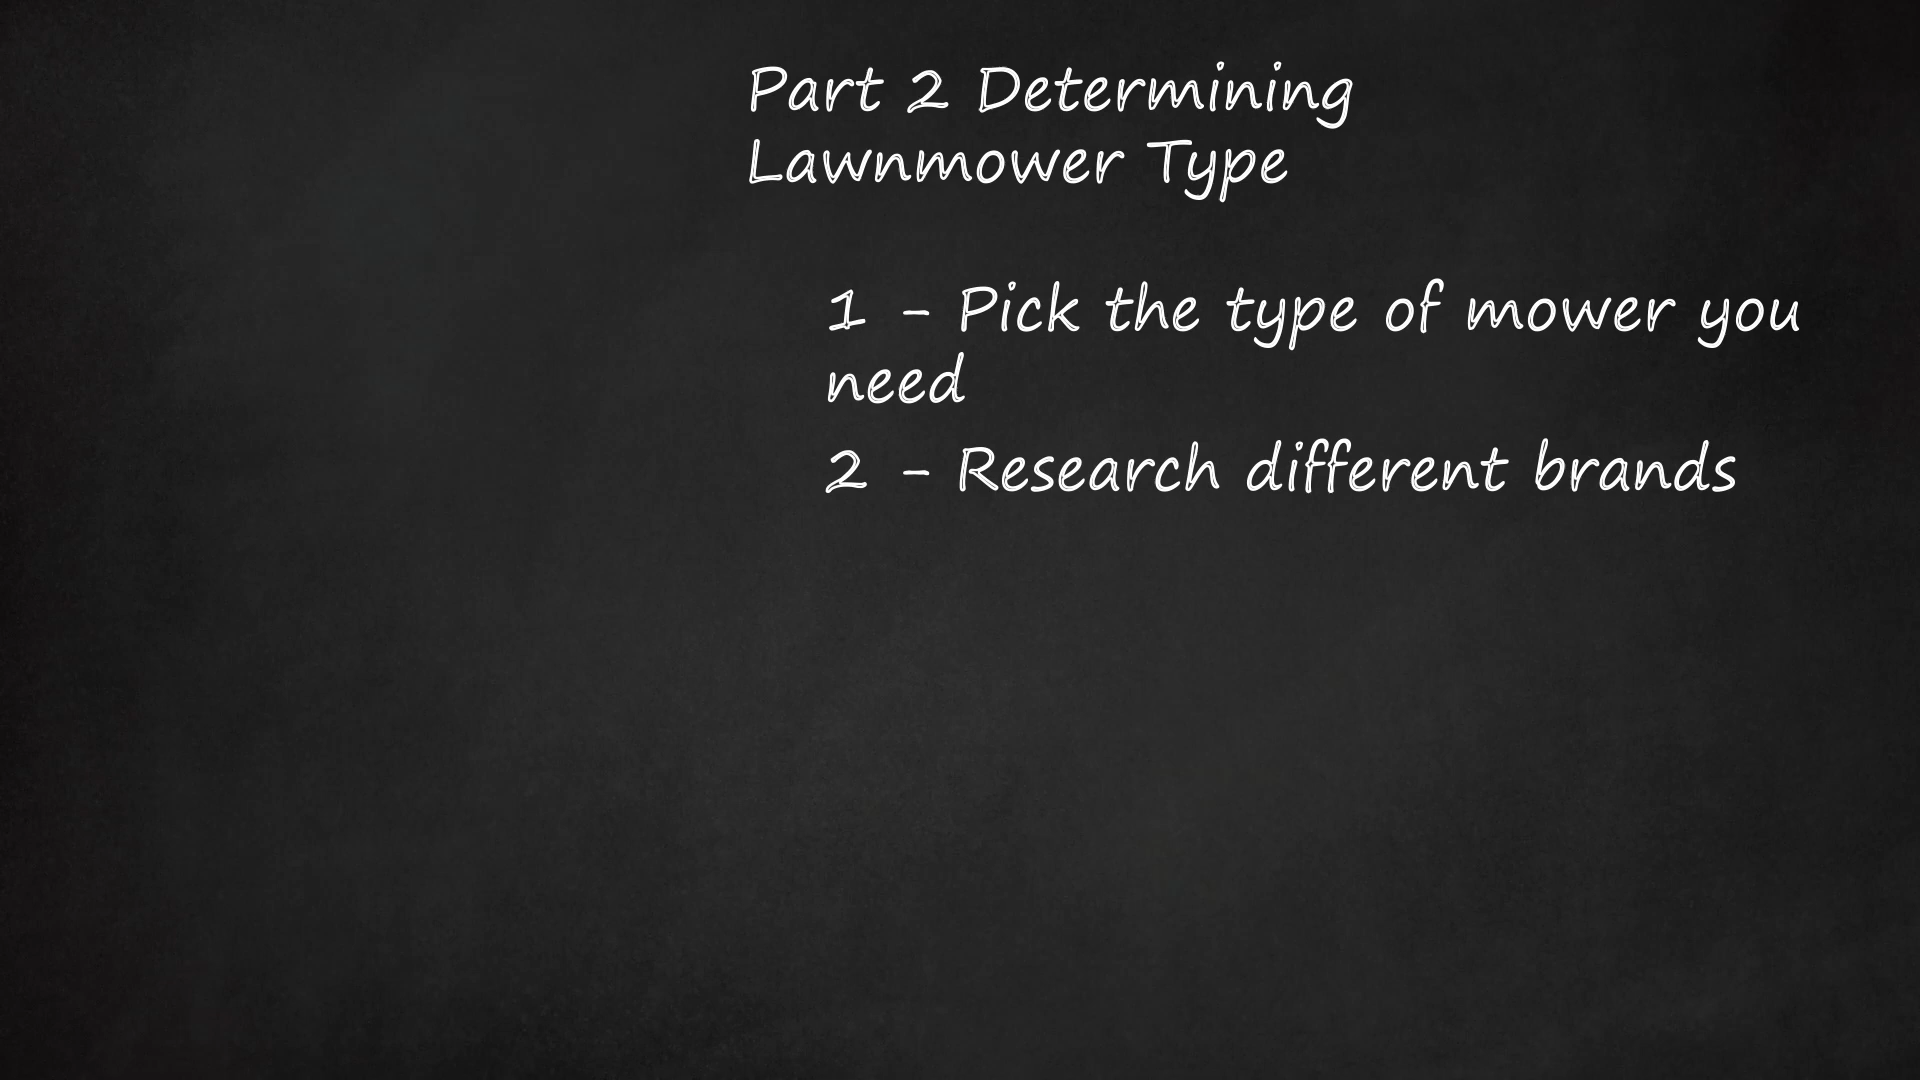 Part 2 Determining
Lawnmower Type
1 - Pick the type of mower you
need
2 - Research different brands